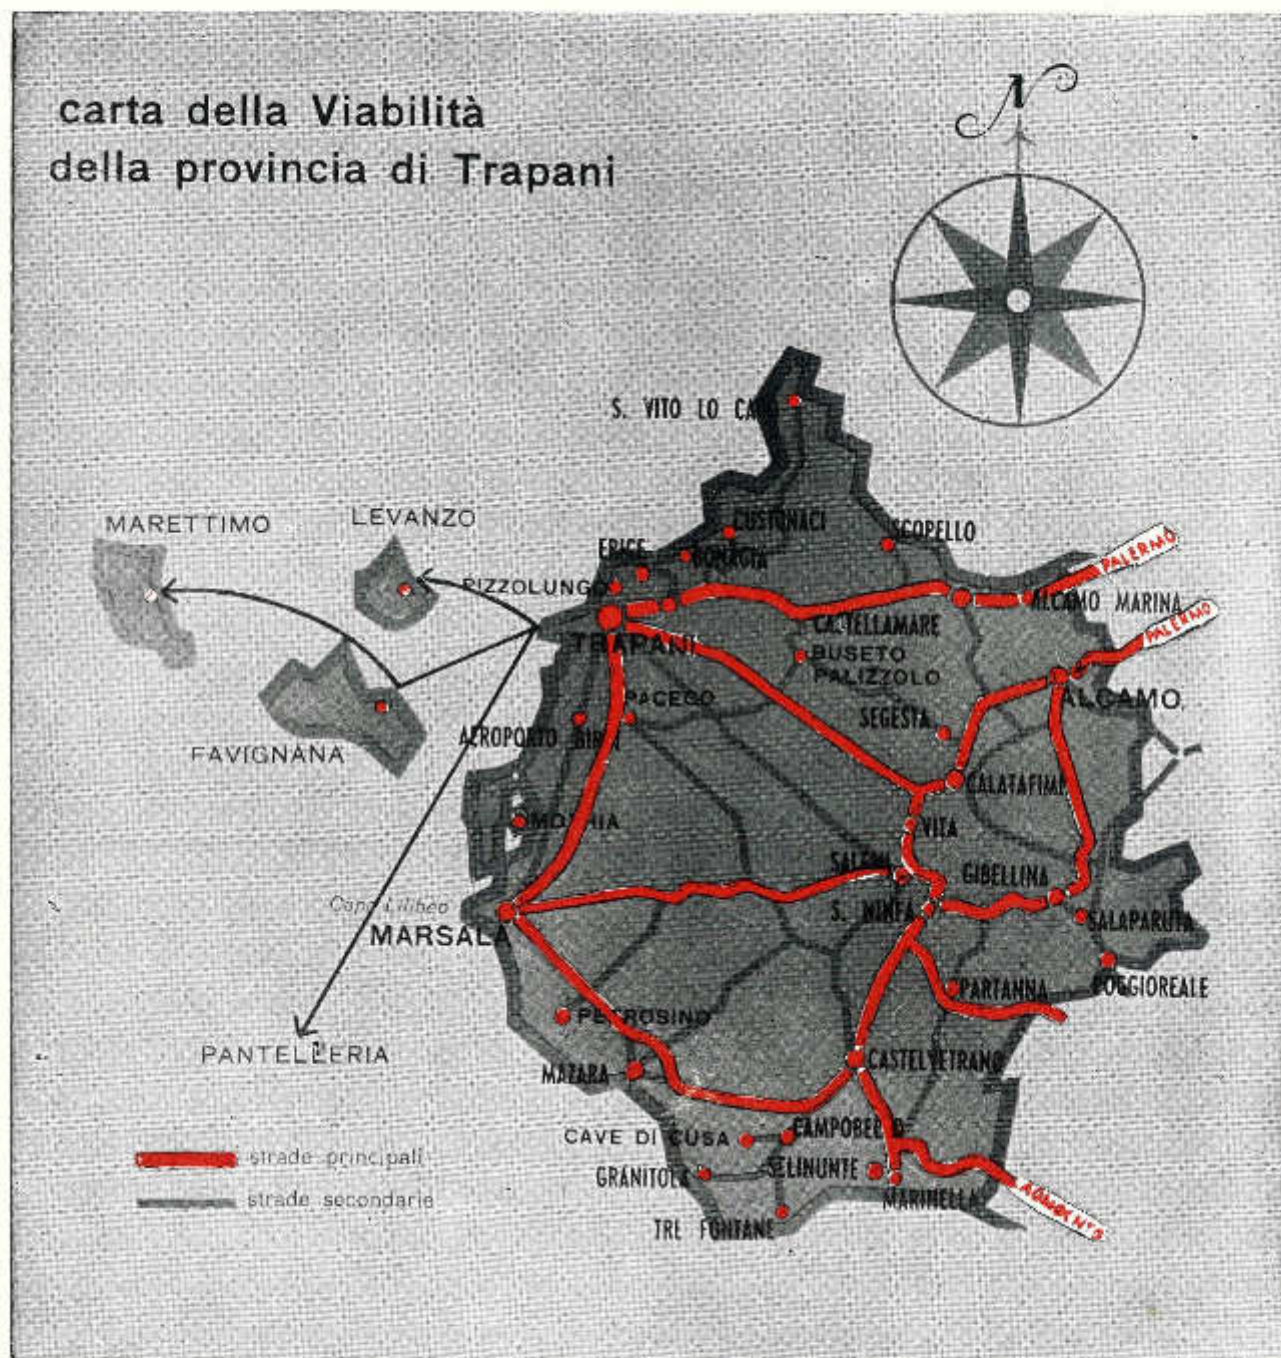 carta della Viabilità
della provincia di Trapani
N
S. VITO LO CAPO
MARETTIMO
LEVANZO
CUSTONACI
SCOPELLO
ERICE
BONAGIA
PALERMO
PIZZOLUNGO
ALCAMO MARINA
PALERMO
TRAPANI
CASTELLAMARE
BUSETO
PALIZZOLO
ALCAMO
PACECO
SEGESTA
FAVIGNANA
AEROPORTO BIRGI
CALATAFIMI
MOTHIA
VITA
SALEMI
GIBELLINA
Capo Lilibeo
S. NINFA
SALAPARUTA
MARSALA
PARTANNA
POGGIOREALE
PETROSINO
PANTELLERIA
MAZARA
CASTELVETRANO
CAVE DI CUSA
CAMPOBELLO
strade principali
GRANITOLA
SELINUNTE
strade secondarie
MARINELLA
TRE FONTANE